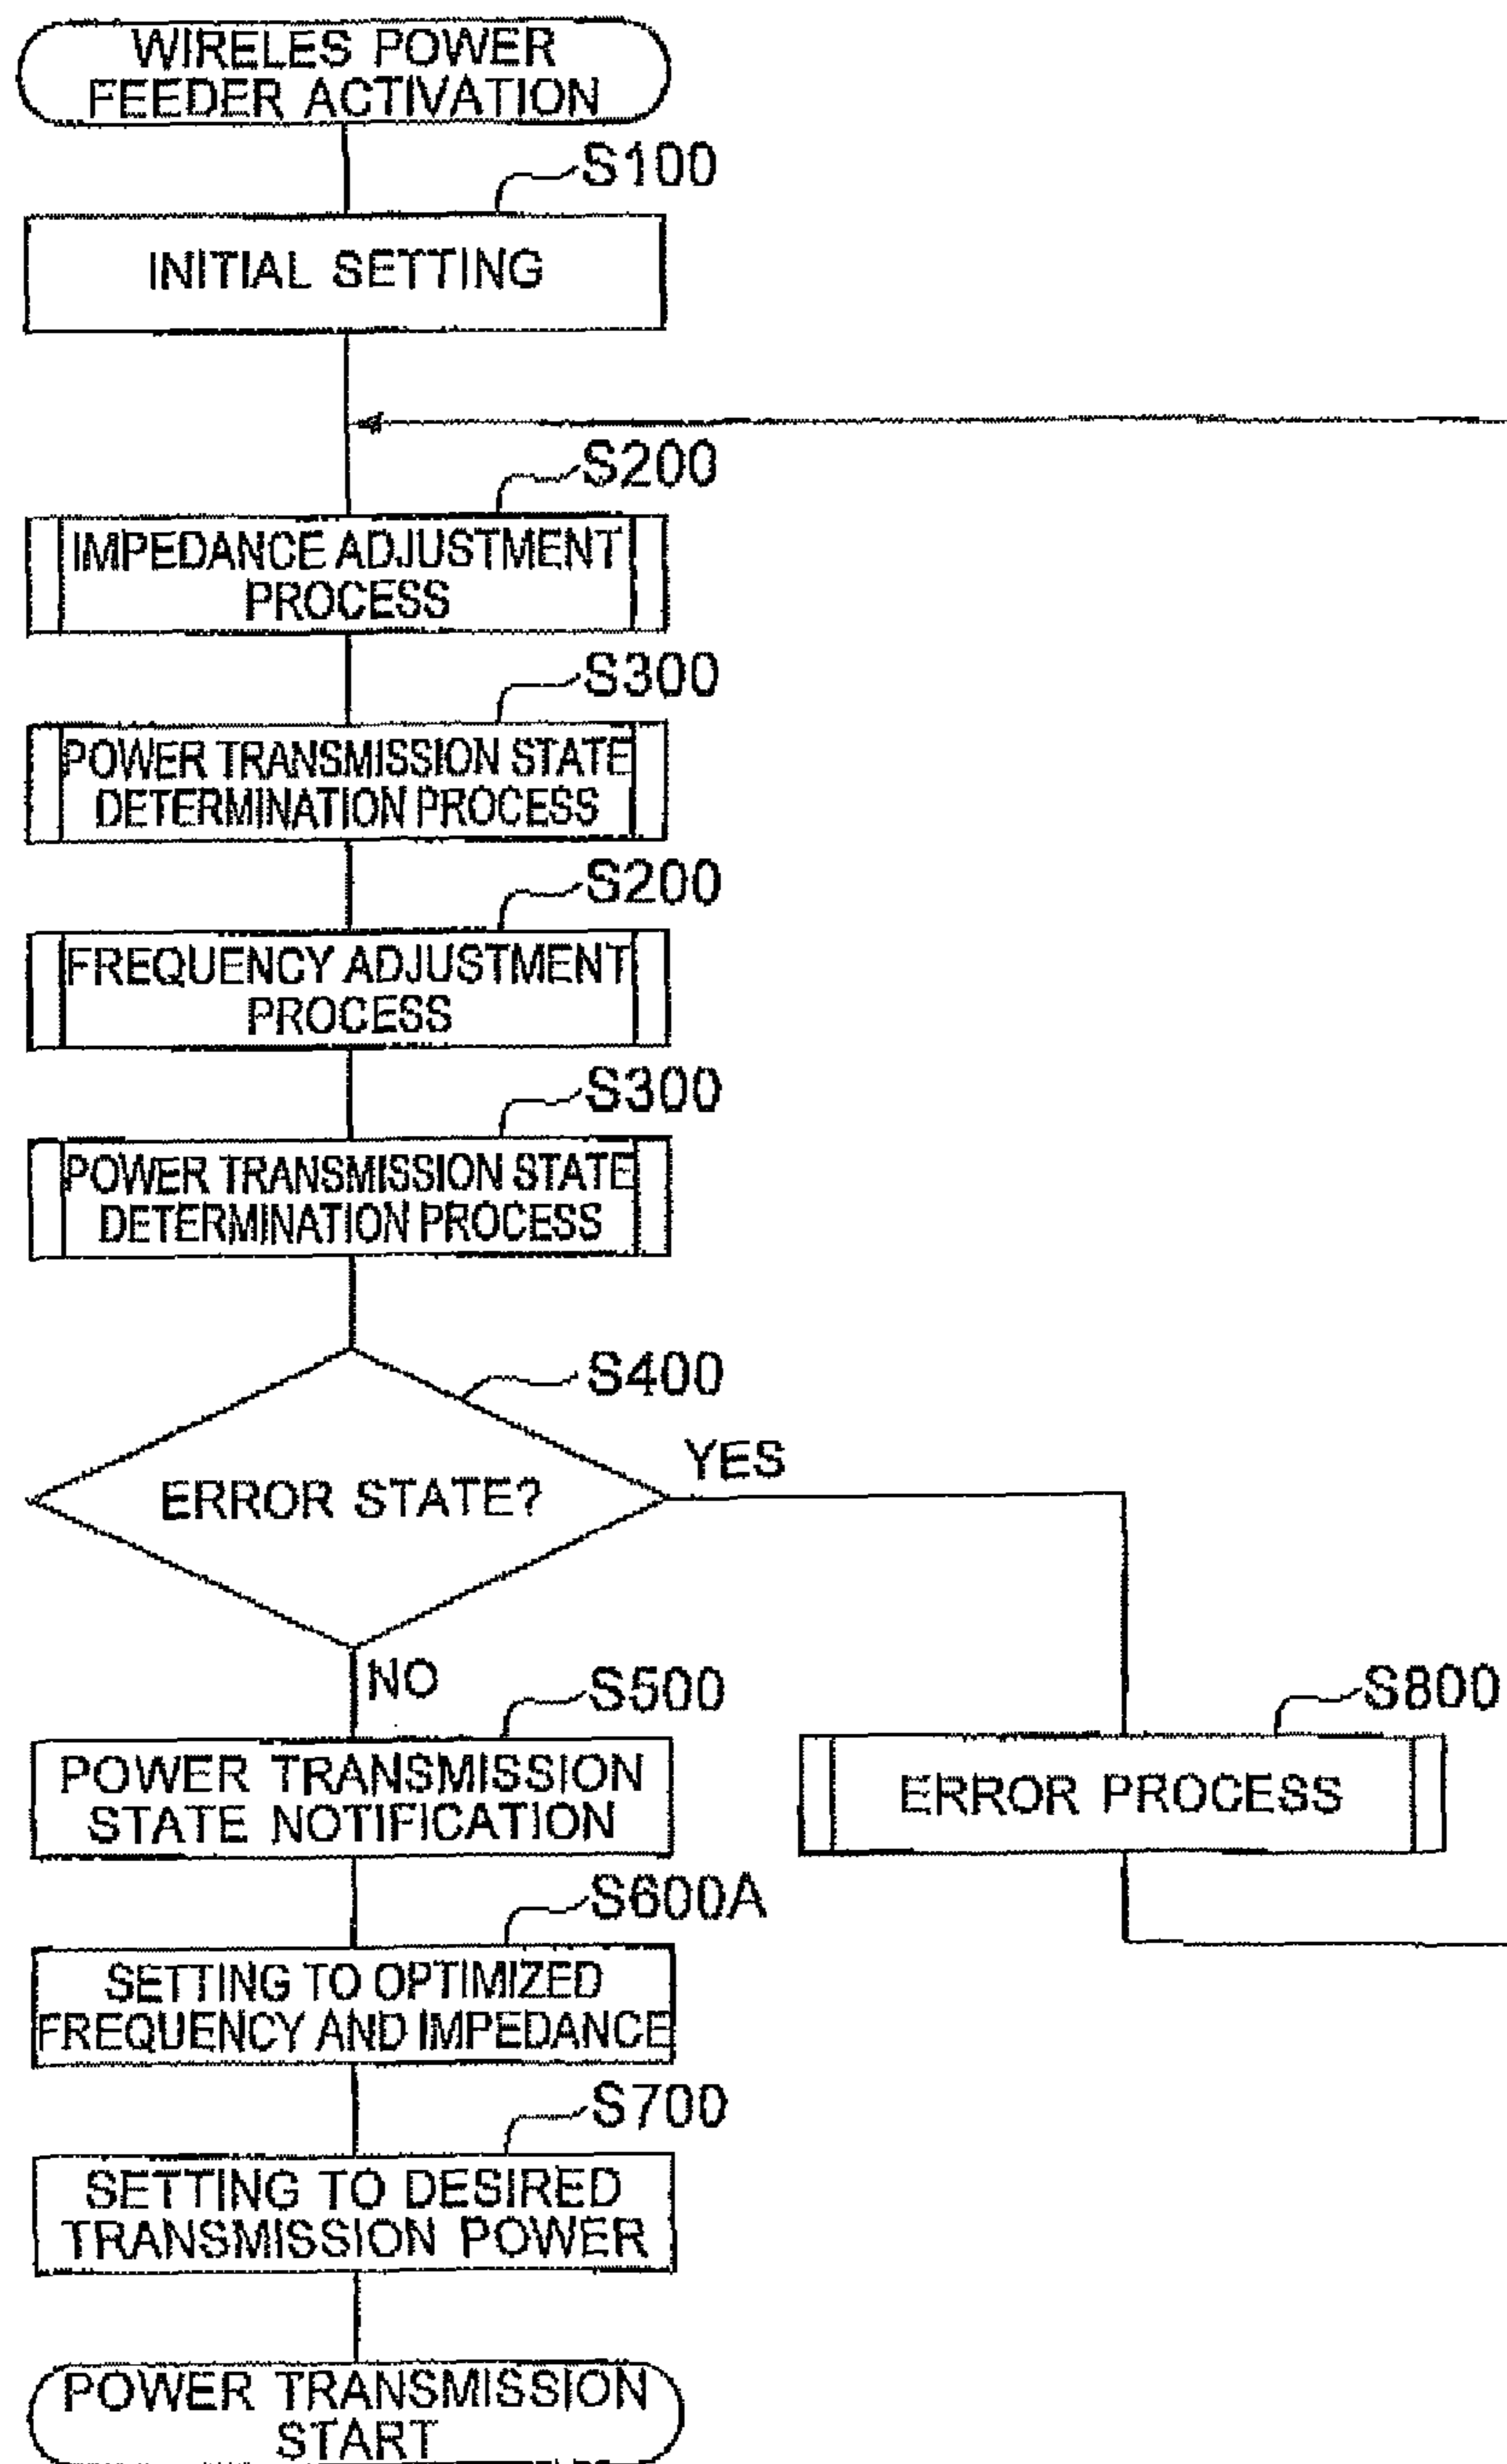 WIRELES POWER
FEEDER ACTIVATION
S100
INITIAL SETTING
S200
IMPEDANCE ADJUSTMENT
PROCESS
S300
POWER TRANSMISSION STATE
DETERMINATION PROCESS
S200
FREQUENCY ADJUSTMENT
PROCESS
S300
POWER TRANSMISSION STATE
DETERMINATION PROCESS
S400
ERROR STATE?
YES
NO
S500
POWER TRANSMISSION
STATE NOTIFICATION
S800
ERROR PROCESS
S600A
SETTING TO OPTIMIZED
FREQUENCY AND IMPEDANCE
S700
SETTING TO DESIRED
TRANSMISSION POWER
POWER TRANSMISSION
START